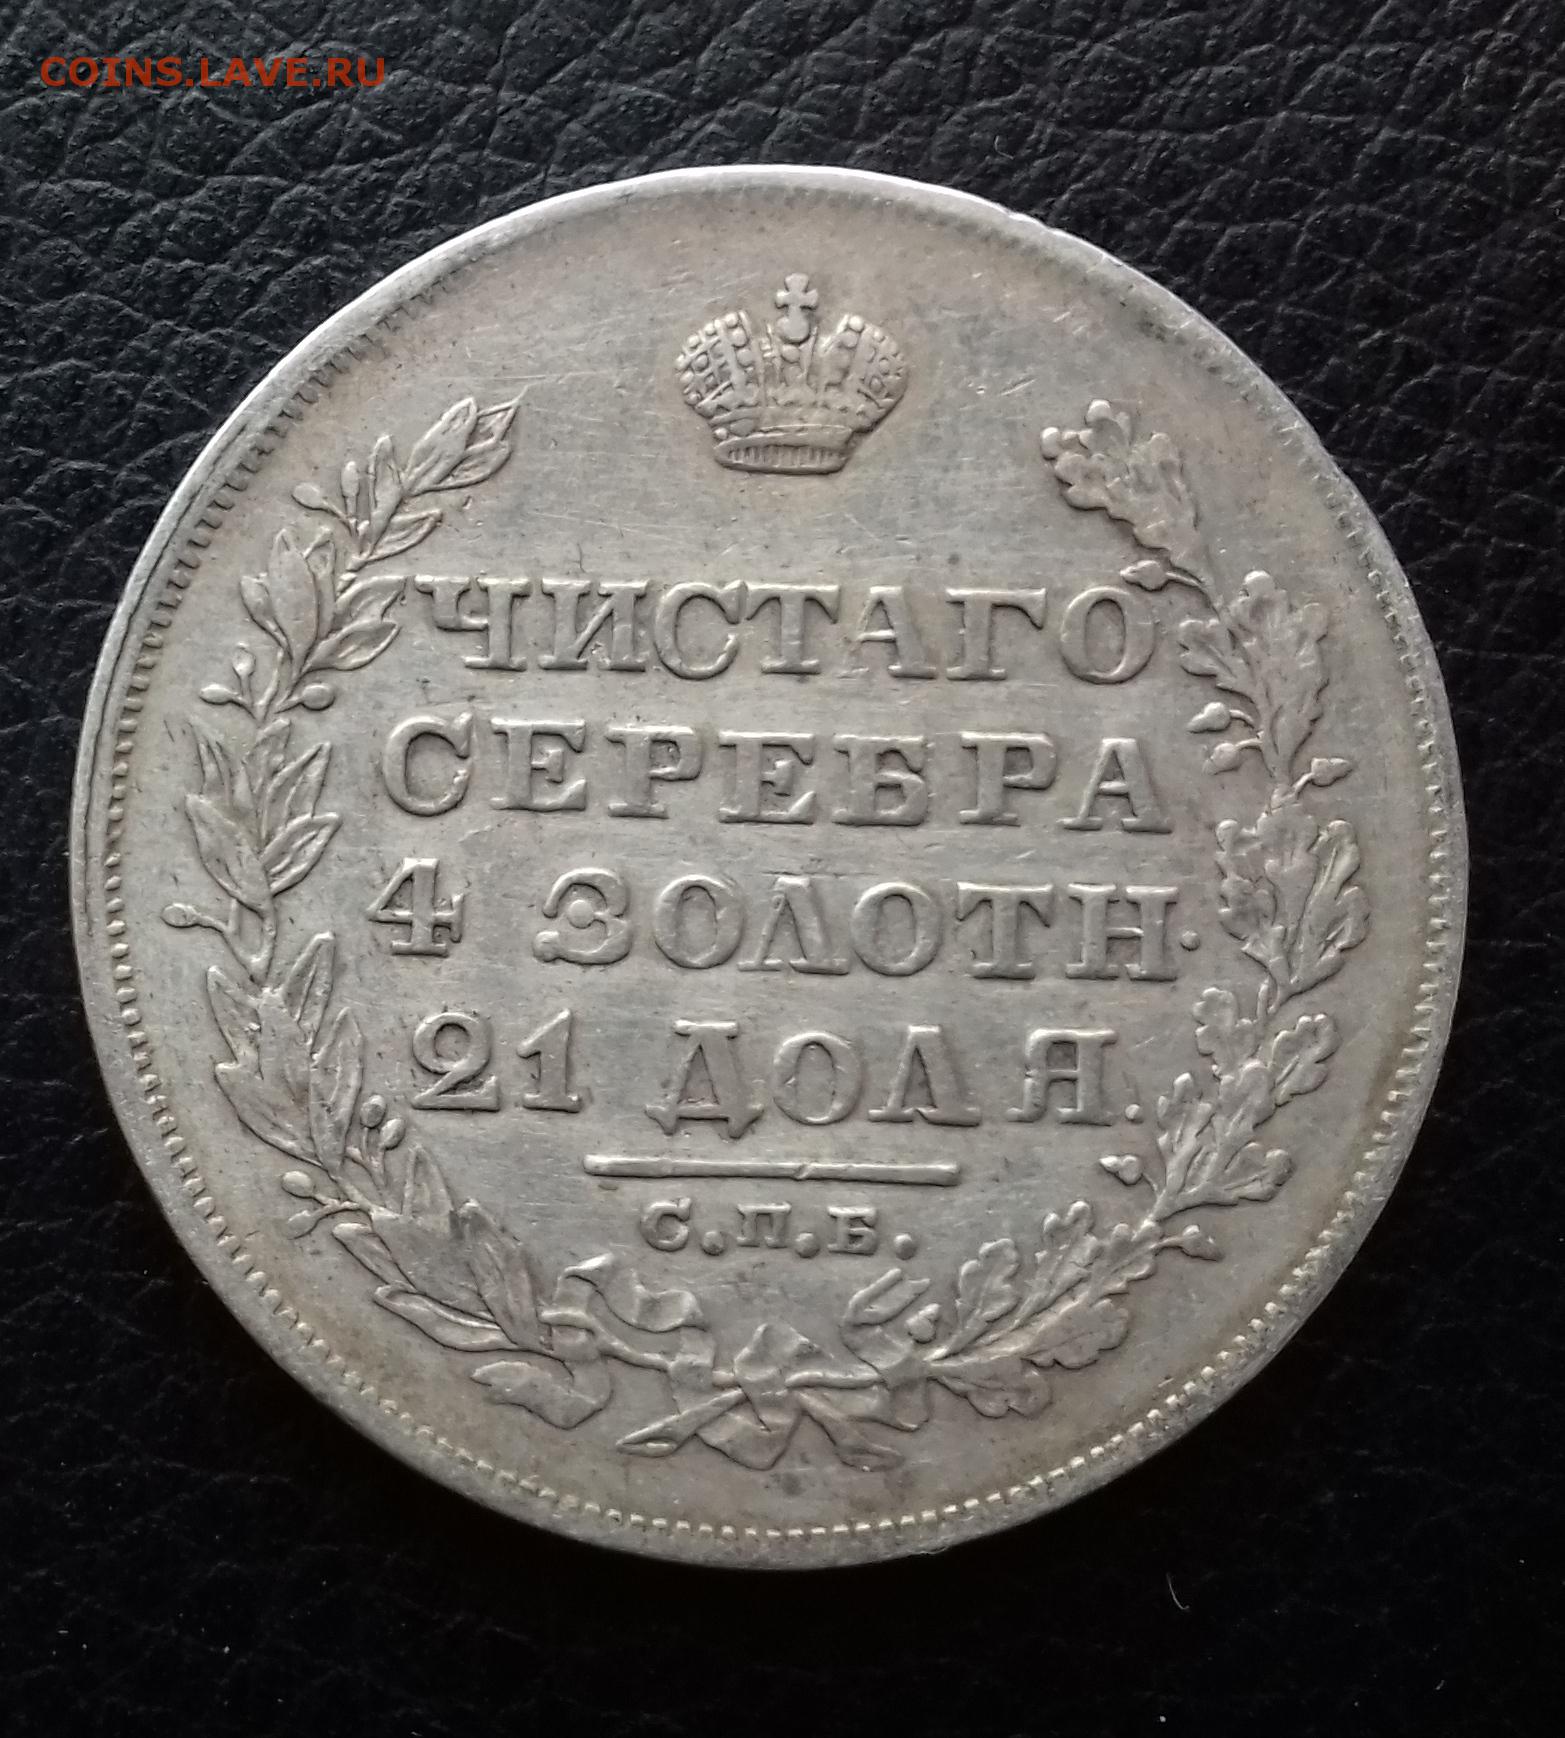 COINS.LAVE.RU
ЧИСТАГО
СЕРЕБРА
4 ЗОЛОТН.
21 ДОЛЯ.
С.П.Б.